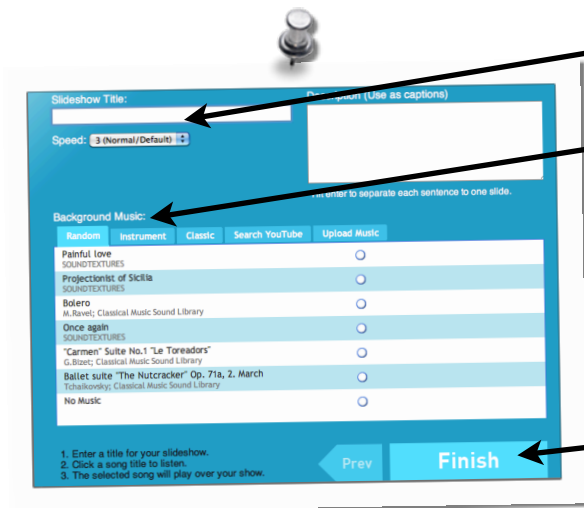 Slideshow Title:
Description (Use as captions)
Speed: 3 (Normal/Default)
Hit enter to separate each sentence to one slide.
Background Music:
Random Instrument Classic Search YouTube Upload Music
Painful love
SOUNDTEXTURES
Projectionist of Sicilia
SOUNDTEXTURES
Bolero
M.Ravel; Classical Music Sound Library
Once again
SOUNDTEXTURES
"Carmen" Suite No.1 "Le Toreadors"
G.Bizet; Classical Music Sound Library
Ballet suite "The Nutcracker" Op. 71a, 2. March
Tchaikovsky; Classical Music Sound Library
No Music
1. Enter a title for your slideshow.
2. Click a song title to listen.
3. The selected song will play over your show.
Prev
Finish